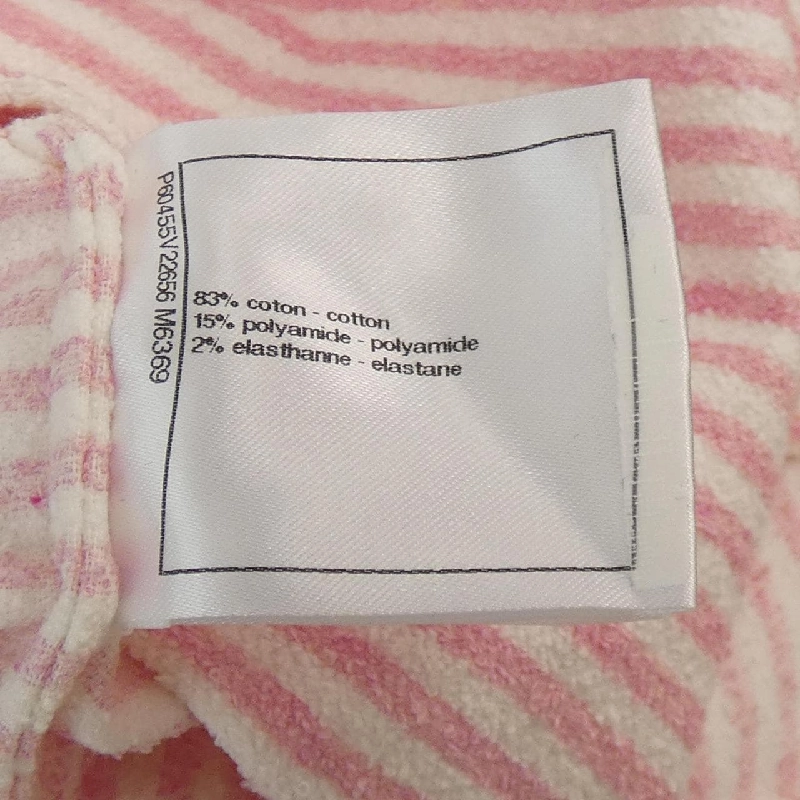 P60455V22656 M6369
83% coton - cotton
15% polyamide - polyamide
2% elasthanne - elastane